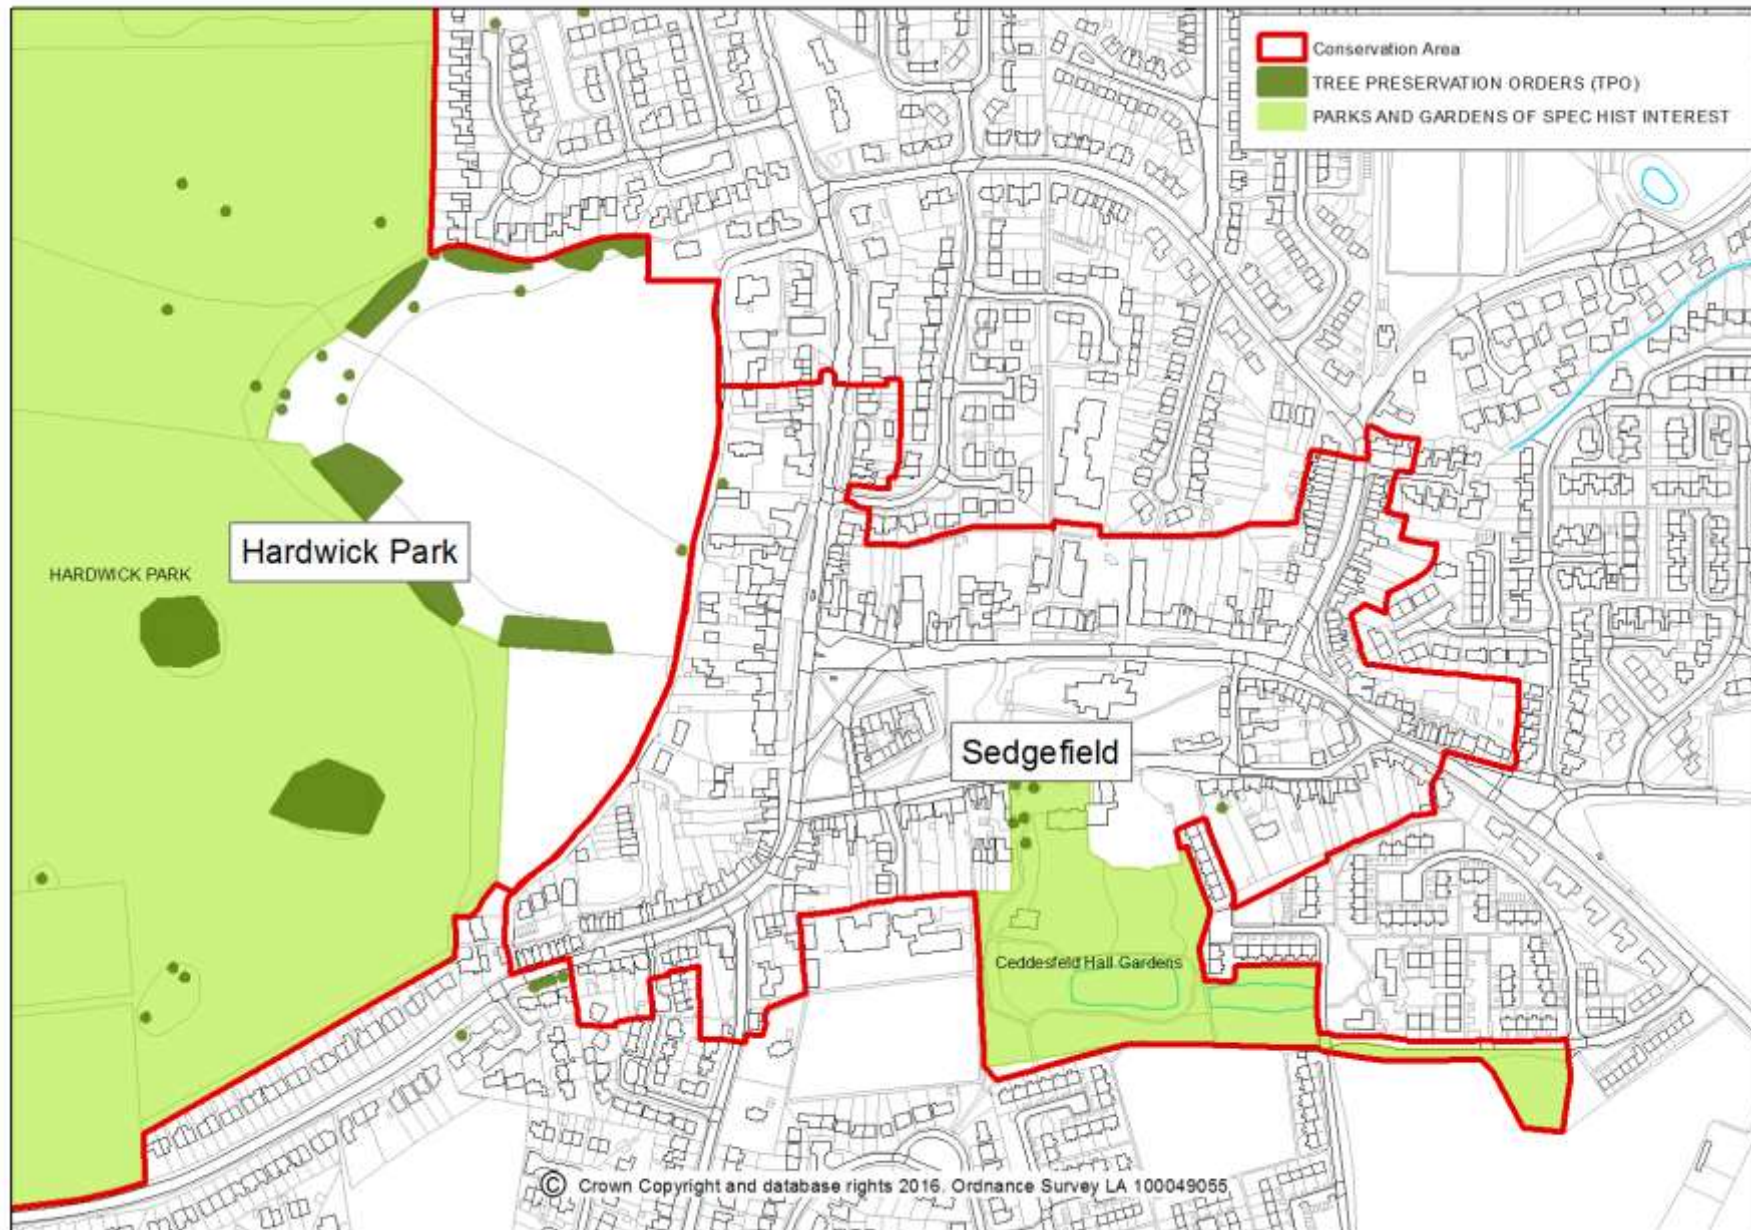 Conservation Area
TREE PRESERVATION ORDERS (TPO)
PARKS AND GARDENS OF SPEC HIST INTEREST
Hardwick Park
HARDWICK PARK
Sedgefield
Ceddesfeld Hall Gardens
© Crown Copyright and database rights 2016. Ordnance Survey LA 100049055